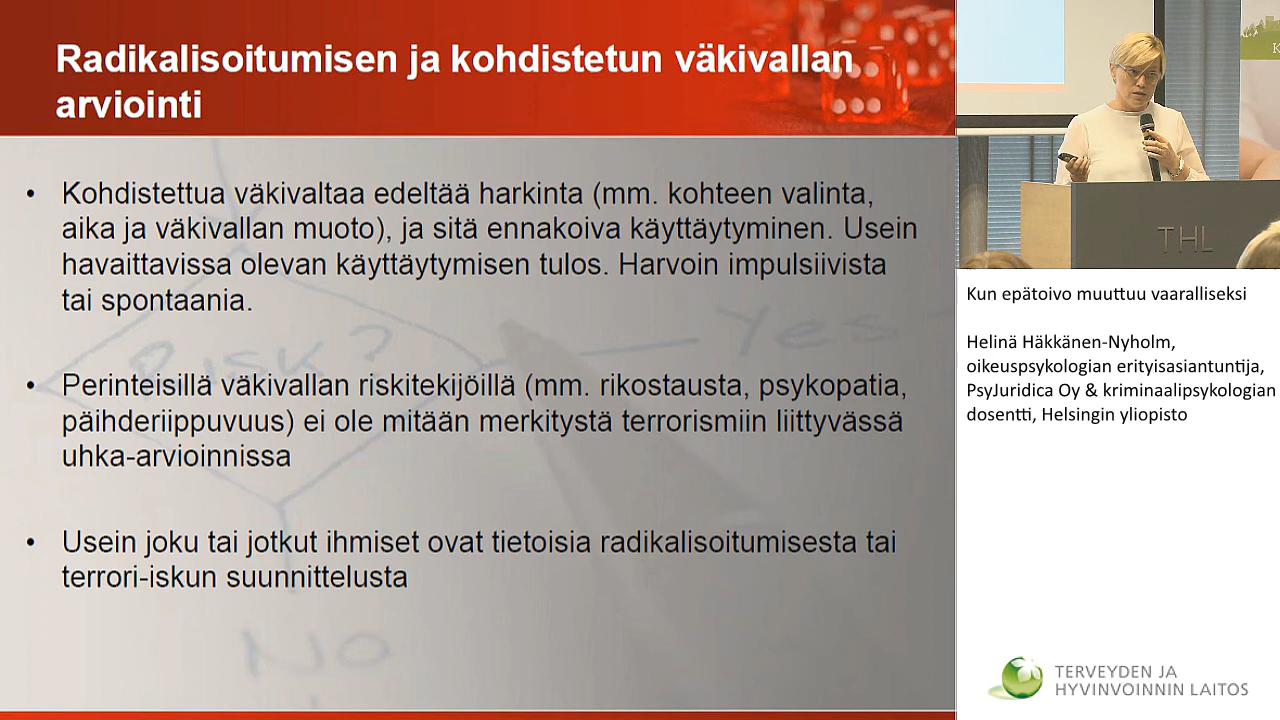 Radikalisoitumisen ja kohdistetun väkivallan
arviointi
• Kohdistettua väkivaltaa edeltää harkinta (mm. kohteen valinta,
aika ja väkivallan muoto), ja sitä ennakoiva käyttäytyminen. Usein
havaittavissa olevan käyttäytymisen tulos. Harvoin impulsiivista
tai spontaania.
• Perinteisillä väkivallan riskitekijöillä (mm. rikostausta, psykopatia,
päihderiippuvuus) ei ole mitään merkitystä terrorismiin liittyvässä
uhka-arvioinnissa
• Usein joku tai jotkut ihmiset ovat tietoisia radikalisoitumisesta tai
terrori-iskun suunnittelusta
RISK?
Yes
NO
THL
K
Kun epätoivo muuttuu vaaralliseksi
Helinä Häkkänen-Nyholm,
oikeuspsykologian erityisasiantuntija,
PsyJuridica Oy & kriminaalipsykologian
dosentti, Helsingin yliopisto
TERVEYDEN JA
HYVINVOINNIN LAITOS